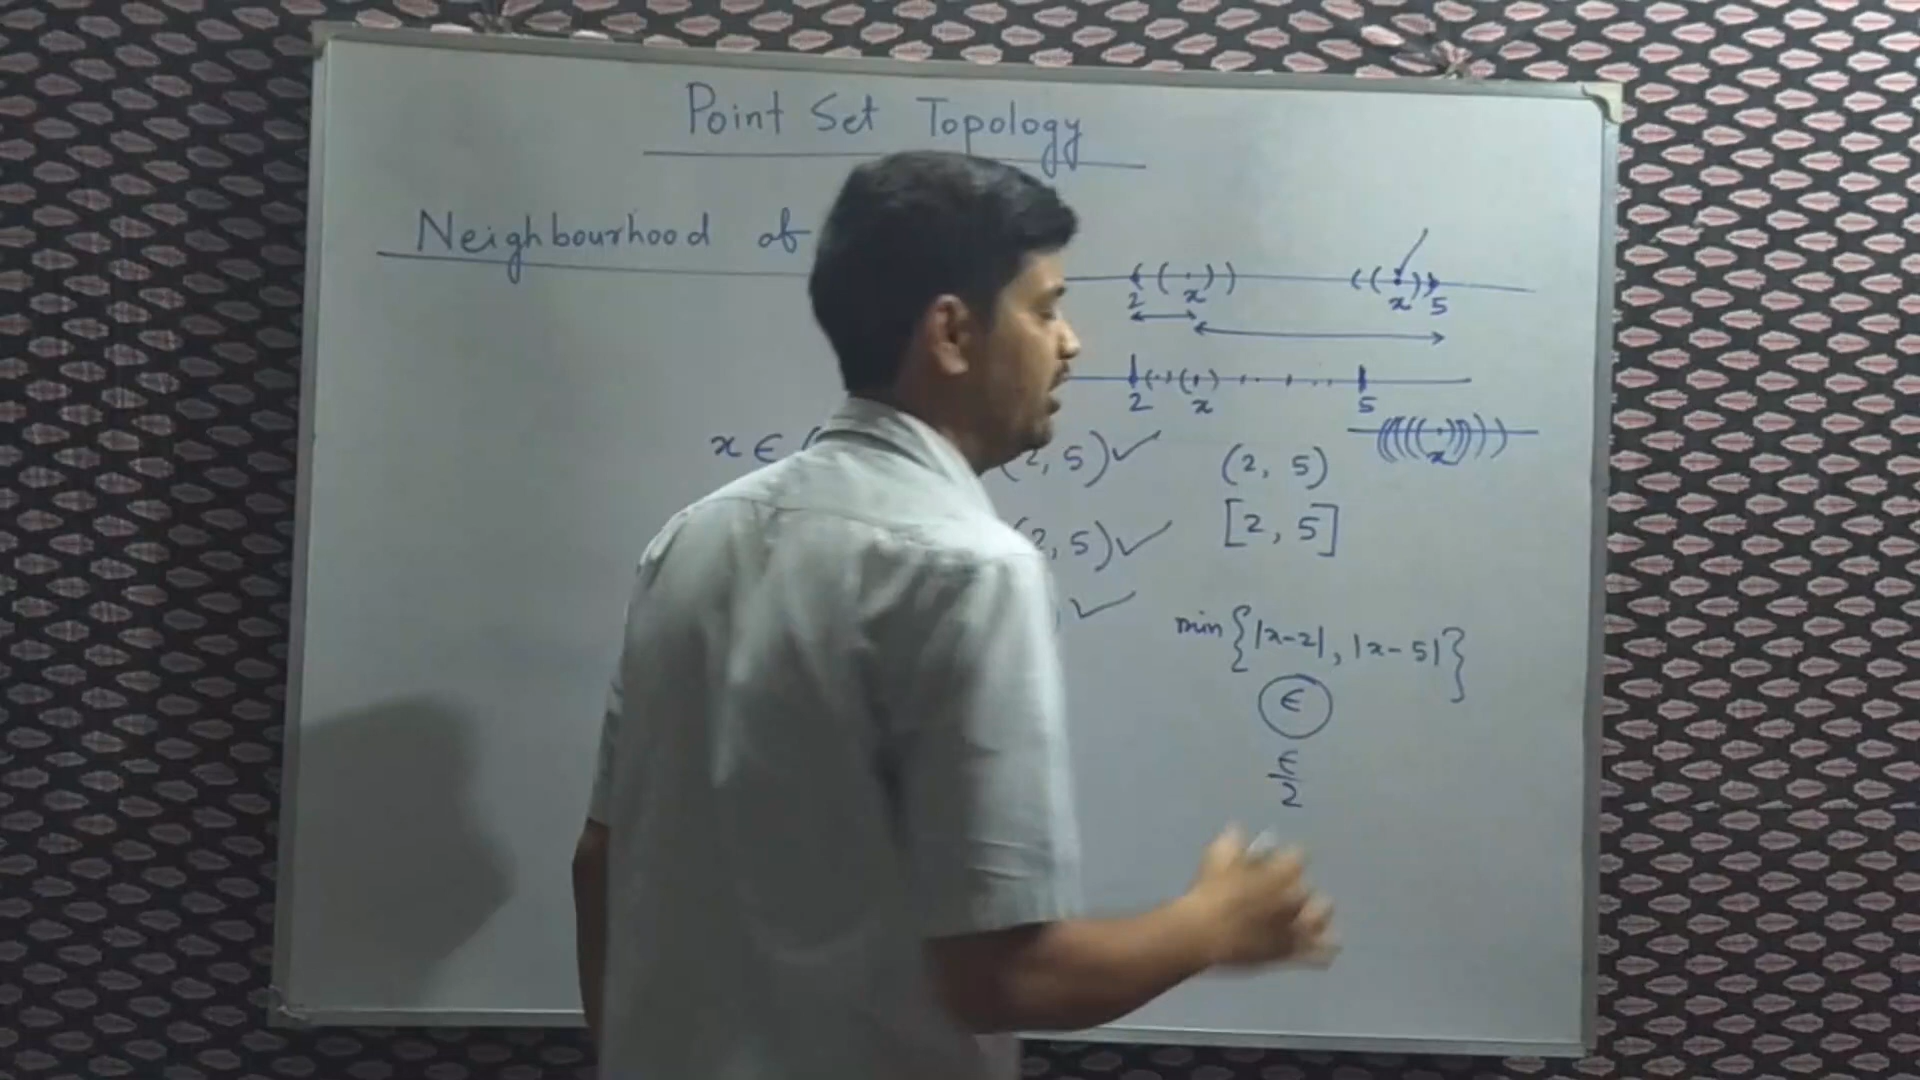 Point Set Topology
Neighbourhood of
2 x x 5
2 x 5
x
x ∈ ( 2, 5) ✓ (2, 5)
2, 5) ✓ [2, 5]
) ✓
min {|x-2|, |x-5|}
ϵ
ϵ/2